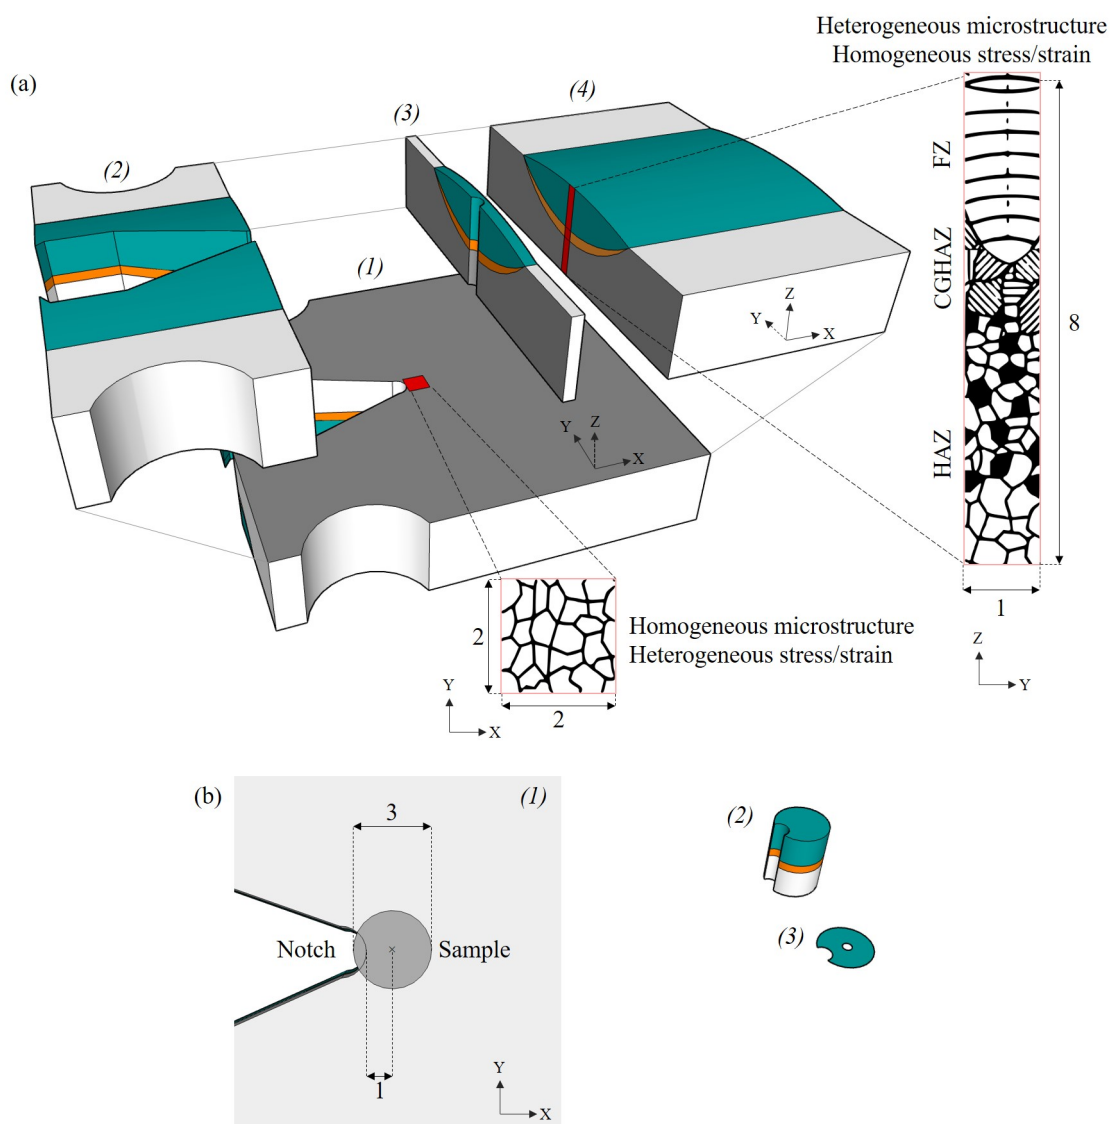 Heterogeneous microstructure
Homogeneous stress/strain
(a)
(4)
(3)
(2)
FZ
CGHAZ
HAZ
8
1
Z
Y
(1)
Z
Y
X
Z
Y
X
2
2
Homogeneous microstructure
Heterogeneous stress/strain
Y
X
Z
Y
(b)
(1)
3
Notch
Sample
1
Y
X
(2)
(3)